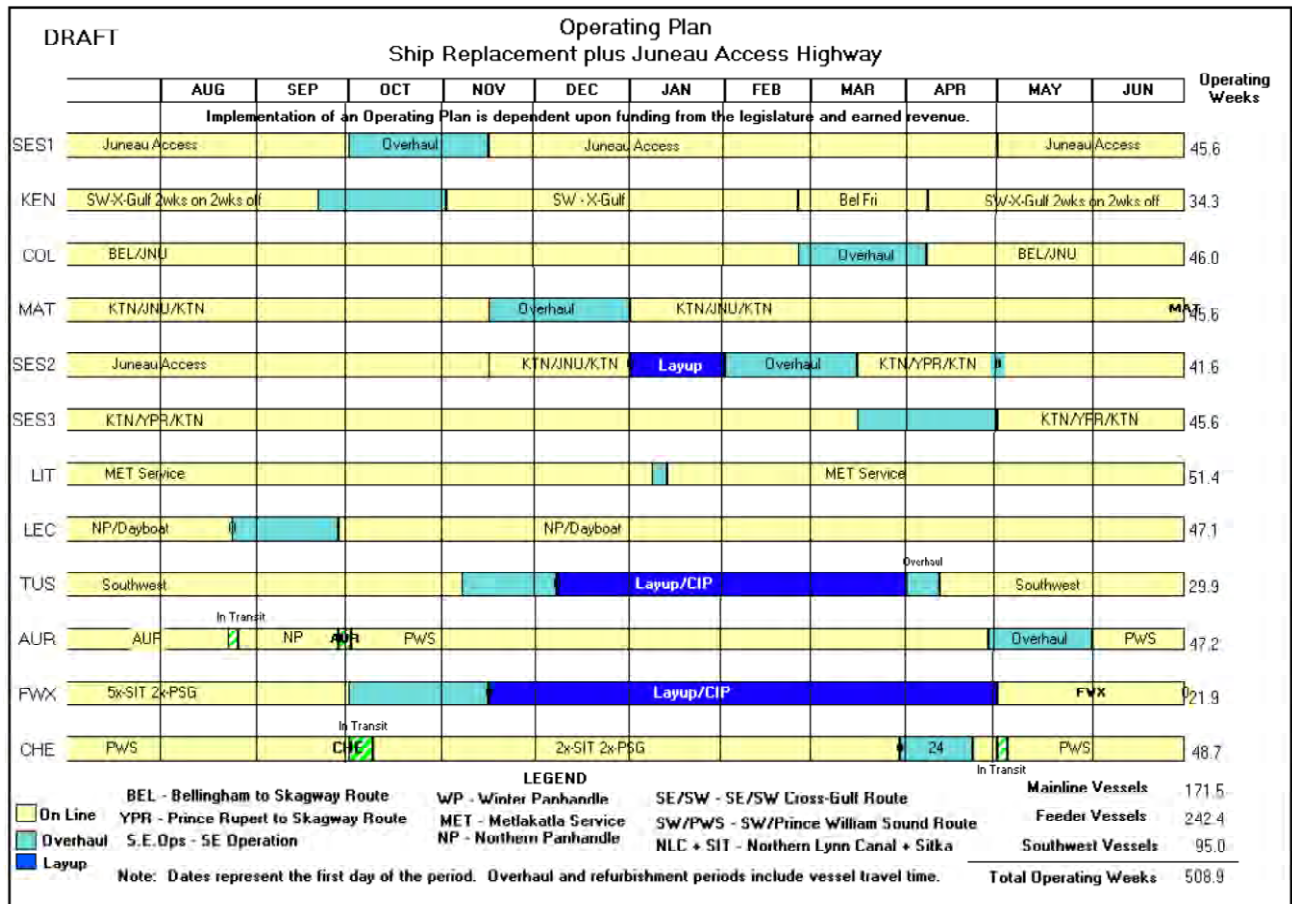 DRAFT
Operating Plan
Ship Replacement plus Juneau Access Highway
AUG SEP OCT NOV DEC JAN FEB MAR APR MAY JUN
Operating
Weeks
Implementation of an Operating Plan is dependent upon funding from the legislature and earned revenue.
SES1 Juneau Access Overhaul Juneau Access Juneau Access 45.6
KEN SW-X-Gulf 2wks on 2wks off SW - X-Gulf Bel Fri SW-X-Gulf 2wks on 2wks off 34.3
COL BEL/JNU Overhaul BEL/JNU 46.0
MAT KTN/JNU/KTN Overhaul KTN/JNU/KTN MAT 45.6
SES2 Juneau Access KTN/JNU/KTN Layup Overhaul KTN/YPR/KTN 41.6
SES3 KTN/YPR/KTN KTN/YPR/KTN 45.6
LIT MET Service MET Service 51.4
LEC NP/Dayboat NP/Dayboat 47.1
Overhaul
TUS Southwest Layup/CIP Southwest 29.9
In Transit
AUR AUR NP AUR PWS Overhaul PWS 47.2
FWX 5x-SIT 2x-PSG Layup/CIP FWX 21.9
In Transit
CHE PWS CHE 2x-SIT 2x-PSG 24 PWS 48.7
In Transit
LEGEND
On Line
Overhaul
Layup
BEL - Bellingham to Skagway Route
YPR - Prince Rupert to Skagway Route
S.E.Ops - SE Operation
WP - Winter Panhandle
MET - Metlakatla Service
NP - Northern Panhandle
SE/SW - SE/SW Cross-Gulf Route
SW/PWS - SW/Prince William Sound Route
NLC + SIT - Northern Lynn Canal + Sitka
Mainline Vessels 171.5
Feeder Vessels 242.4
Southwest Vessels 95.0
Total Operating Weeks 508.9
Note: Dates represent the first day of the period. Overhaul and refurbishment periods include vessel travel time.